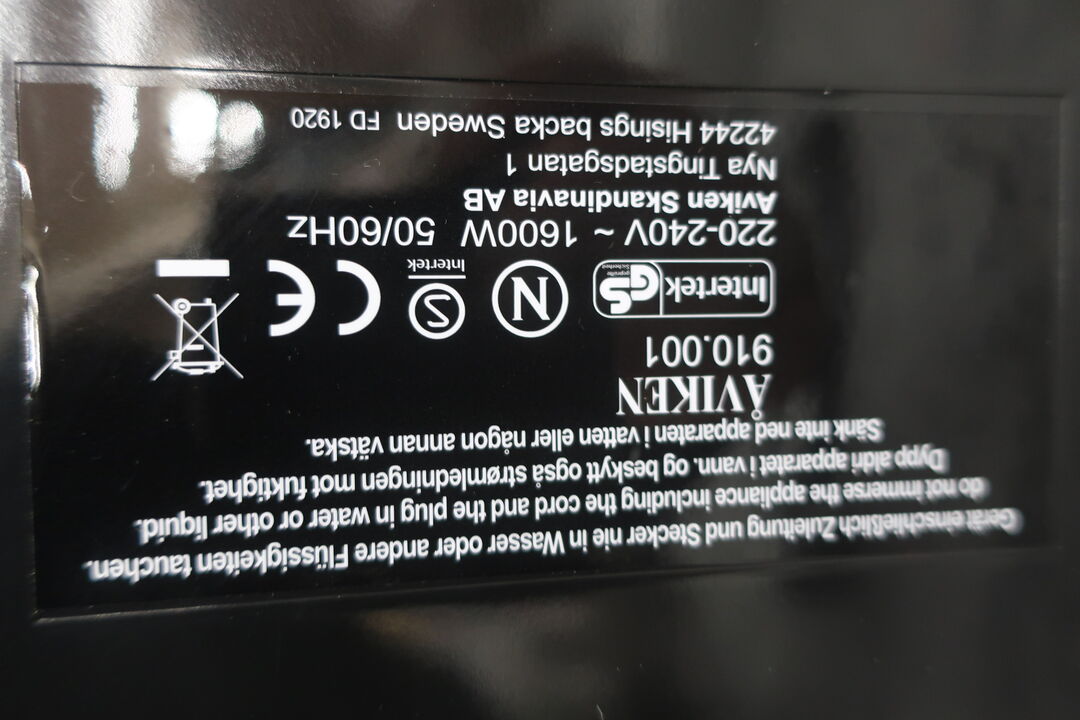 Gerät einschließlich Zuleitung und Stecker nie in Wasser oder andere Flüssigkeiten tauchen.
do not immerse the appliance including the cord and the plug in water or other liquid.
Dypp aldri apparatet i vann. og beskytt også strømledningen mot fuktighet.
Sänk inte ned apparaten i vatten eller någon annan vätska.
ÅVIKEN
910.001
Intertek GS geprüfte Sicherheit N S Intertek CE
220-240V ~ 1600W 50/60Hz
Aviken Skandinavia AB
Nya Tingstadsgatan 1
42244 Hisings backa Sweden FD 1920